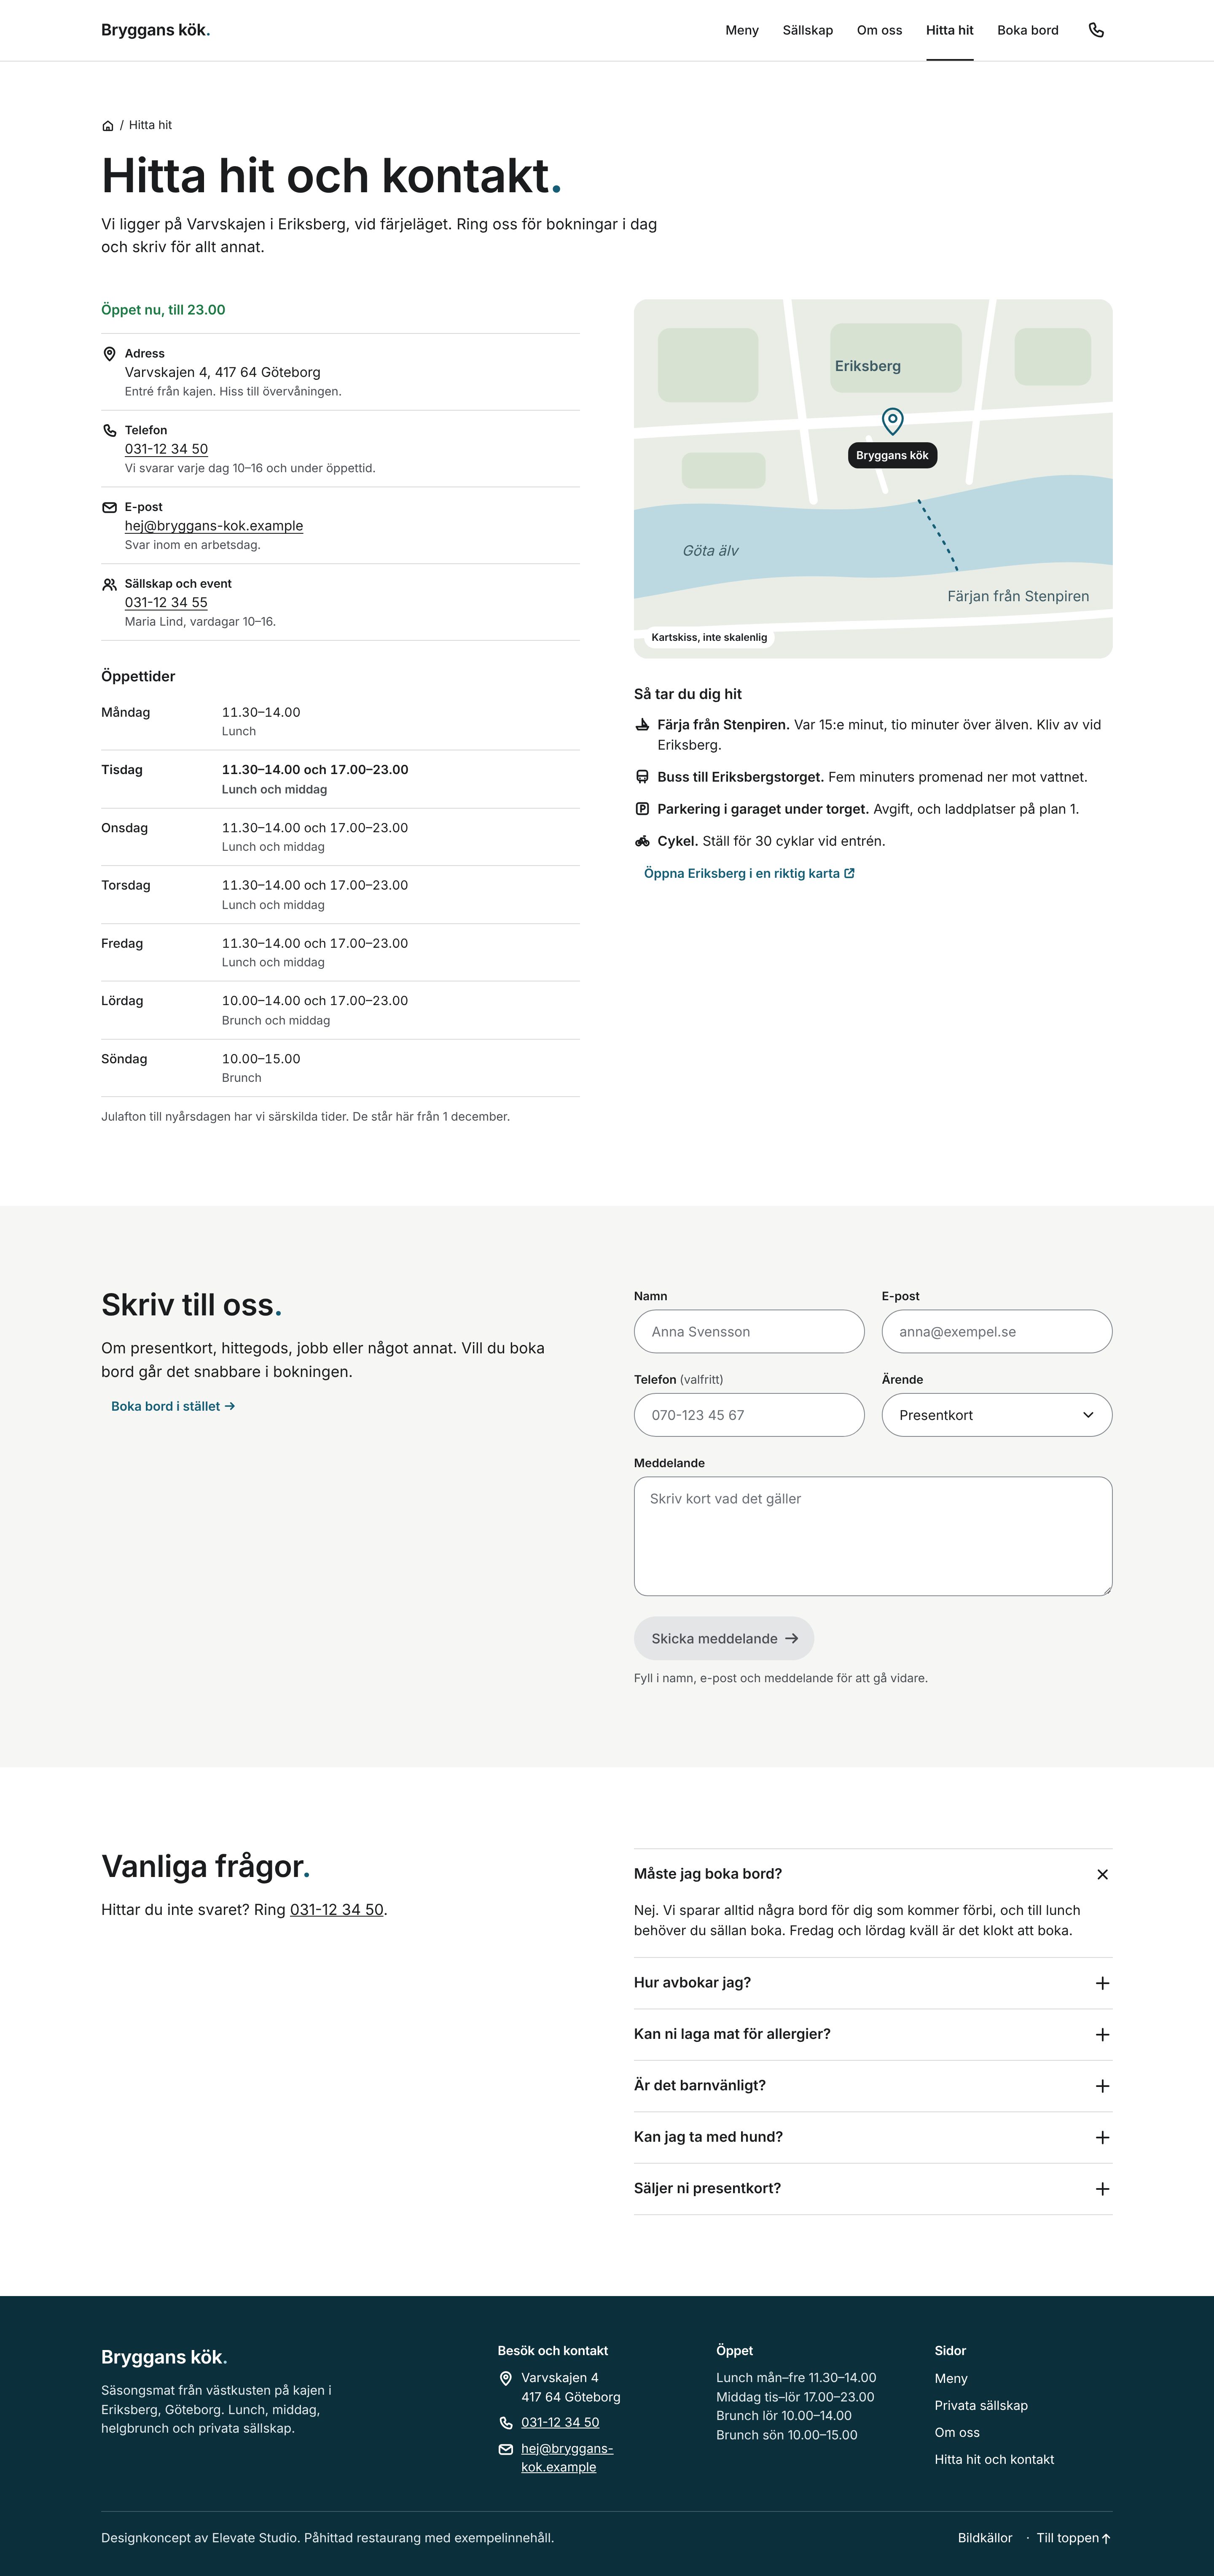 Bryggans kök.
Meny
Sällskap
Om oss
Hitta hit
Boka bord
/ Hitta hit
Hitta hit och kontakt.
Vi ligger på Varvskajen i Eriksberg, vid färjeläget. Ring oss för bokningar i dag
och skriv för allt annat.
Öppet nu, till 23.00
Adress
Varvskajen 4, 417 64 Göteborg
Entré från kajen. Hiss till övervåningen.
Telefon
031-12 34 50
Vi svarar varje dag 10–16 och under öppettid.
E-post
hej@bryggans-kok.example
Svar inom en arbetsdag.
Sällskap och event
031-12 34 55
Maria Lind, vardagar 10–16.
Öppettider
Måndag
11.30–14.00
Lunch
Tisdag
11.30–14.00 och 17.00–23.00
Lunch och middag
Onsdag
11.30–14.00 och 17.00–23.00
Lunch och middag
Torsdag
11.30–14.00 och 17.00–23.00
Lunch och middag
Fredag
11.30–14.00 och 17.00–23.00
Lunch och middag
Lördag
10.00–14.00 och 17.00–23.00
Brunch och middag
Söndag
10.00–15.00
Brunch
Julafton till nyårsdagen har vi särskilda tider. De står här från 1 december.
Eriksberg
Bryggans kök
Göta älv
Färjan från Stenpiren
Kartskiss, inte skalenlig
Så tar du dig hit
Färja från Stenpiren. Var 15:e minut, tio minuter över älven. Kliv av vid
Eriksberg.
Buss till Eriksbergstorget. Fem minuters promenad ner mot vattnet.
Parkering i garaget under torget. Avgift, och laddplatser på plan 1.
Cykel. Ställ för 30 cyklar vid entrén.
Öppna Eriksberg i en riktig karta
Skriv till oss.
Om presentkort, hittegods, jobb eller något annat. Vill du boka
bord går det snabbare i bokningen.
Boka bord i stället →
Namn
Anna Svensson
E-post
anna@exempel.se
Telefon (valfritt)
070-123 45 67
Ärende
Presentkort
Meddelande
Skriv kort vad det gäller
Skicka meddelande →
Fyll i namn, e-post och meddelande för att gå vidare.
Vanliga frågor.
Hittar du inte svaret? Ring 031-12 34 50.
Måste jag boka bord?
Nej. Vi sparar alltid några bord för dig som kommer förbi, och till lunch
behöver du sällan boka. Fredag och lördag kväll är det klokt att boka.
Hur avbokar jag?
Kan ni laga mat för allergier?
Är det barnvänligt?
Kan jag ta med hund?
Säljer ni presentkort?
Bryggans kök.
Säsongsmat från västkusten på kajen i
Eriksberg, Göteborg. Lunch, middag,
helgbrunch och privata sällskap.
Besök och kontakt
Varvskajen 4
417 64 Göteborg
031-12 34 50
hej@bryggans-
kok.example
Öppet
Lunch mån–fre 11.30–14.00
Middag tis–lör 17.00–23.00
Brunch lör 10.00–14.00
Brunch sön 10.00–15.00
Sidor
Meny
Privata sällskap
Om oss
Hitta hit och kontakt
Designkoncept av Elevate Studio. Påhittad restaurang med exempelinnehåll.
Bildkällor · Till toppen ↑